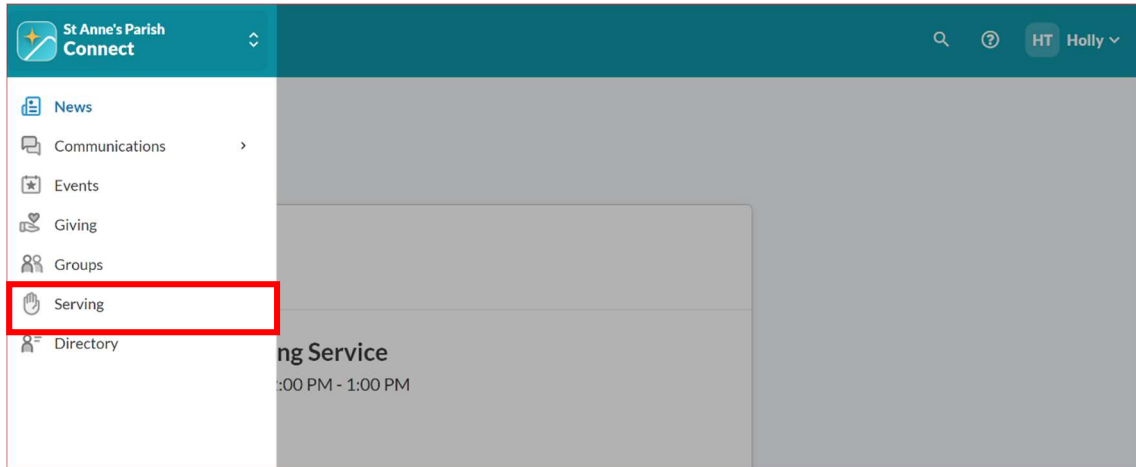 St Anne's Parish
Connect
HT Holly
News
Communications
Events
Giving
Groups
Serving
Directory
ng Service
:00 PM - 1:00 PM